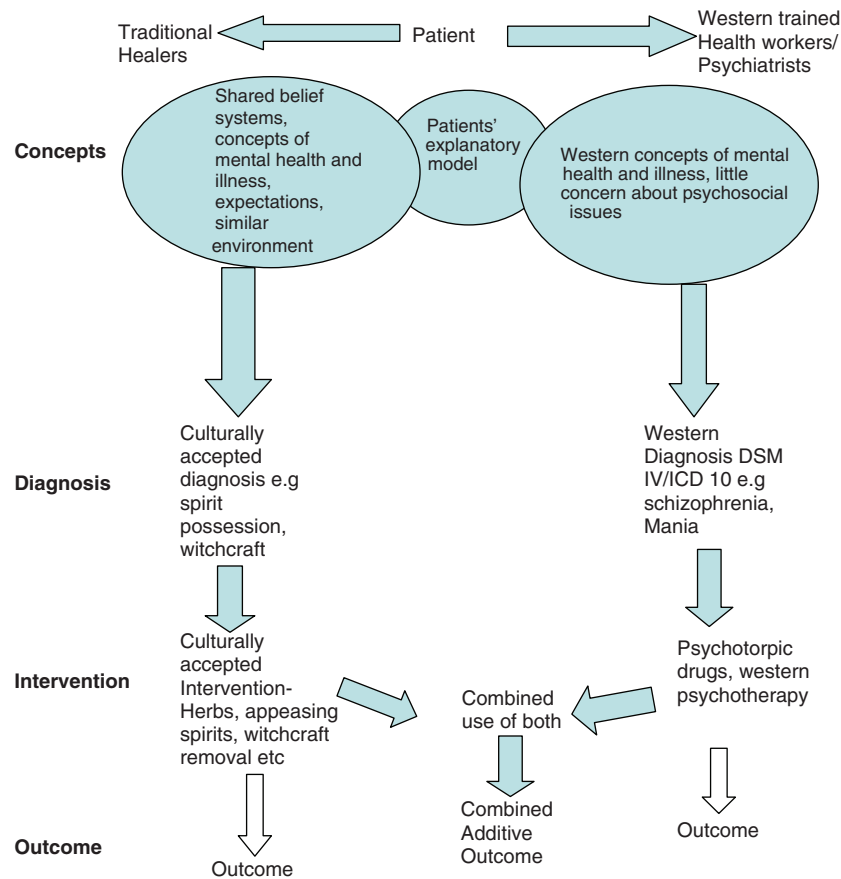 Traditional
Healers
Patient
Western trained
Health workers/
Psychiatrists
Concepts
Shared belief
systems,
concepts of
mental health and
illness,
expectations,
similar
environment
Patients'
explanatory
model
Western concepts of mental
health and illness, little
concern about psychosocial
issues
Diagnosis
Culturally
accepted
diagnosis e.g
spirit
possession,
witchcraft
Western
Diagnosis DSM
IV/ICD 10 e.g
schizophrenia,
Mania
Intervention
Culturally
accepted
Intervention-
Herbs, appeasing
spirits, witchcraft
removal etc
Combined
use of both
Psychotorpic
drugs, western
psychotherapy
Outcome
Outcome
Combined
Additive
Outcome
Outcome